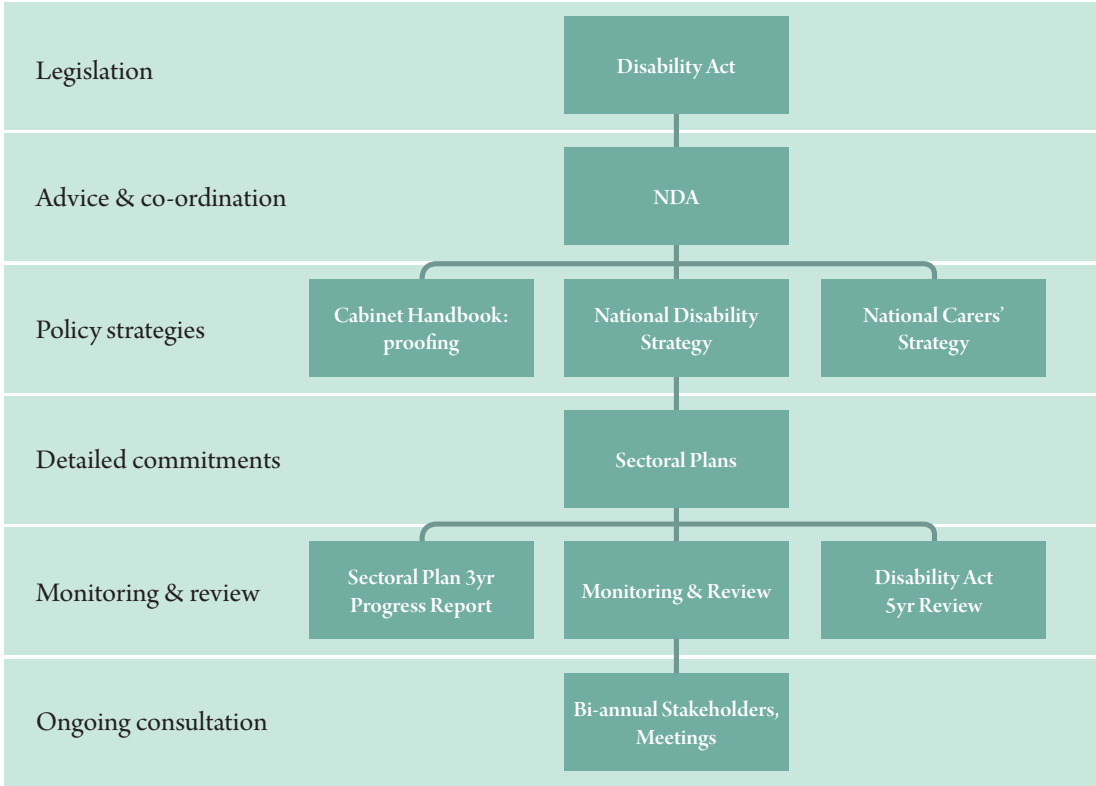 Legislation
Disability Act
Advice & co-ordination
NDA
Policy strategies
Cabinet Handbook:
proofing
National Disability
Strategy
National Carers’
Strategy
Detailed commitments
Sectoral Plans
Monitoring & review
Sectoral Plan 3yr
Progress Report
Monitoring & Review
Disability Act
5yr Review
Ongoing consultation
Bi-annual Stakeholders,
Meetings